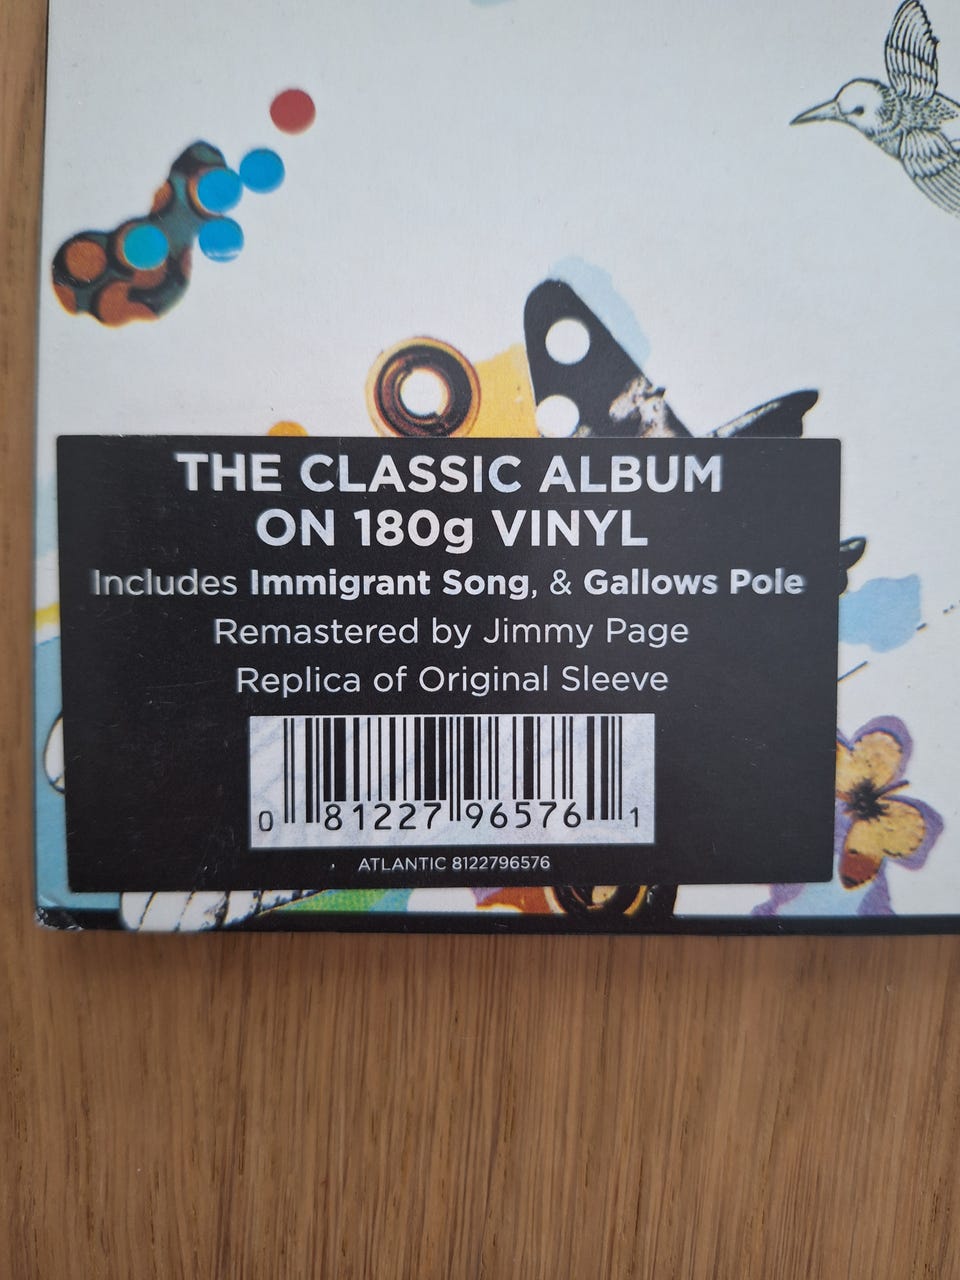 THE CLASSIC ALBUM
ON 180g VINYL
Includes Immigrant Song, & Gallows Pole
Remastered by Jimmy Page
Replica of Original Sleeve
0 81227 96576 1
ATLANTIC 8122796576